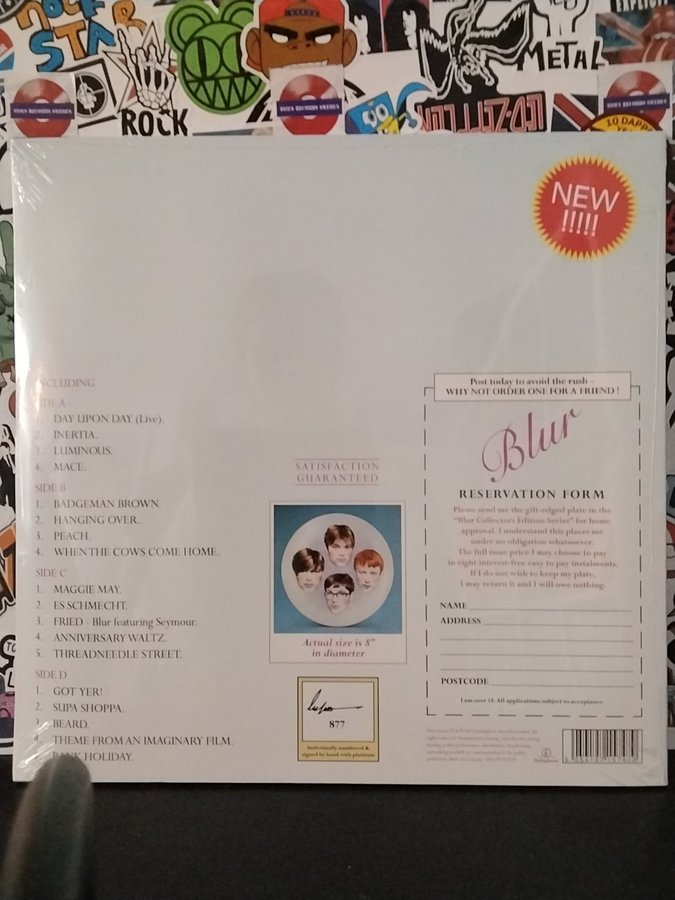 ROCK
STAR
EXPLICIT
METAL
ROCK
LED-ZEPPELIN
10 DAPP
NEW
!!!!!
INCLUDING
SIDE A
1. DAY UPON DAY (Live).
2. INERTIA.
3. LUMINOUS.
4. MACE.
SIDE B
1. BADGEMAN BROWN.
2. HANGING OVER.
3. PEACH.
4. WHEN THE COWS COME HOME.
SIDE C
1. MAGGIE MAY.
2. ES SCHMECHT.
3. FRIED - Blur featuring Seymour.
4. ANNIVERSARY WALTZ.
5. THREADNEEDLE STREET.
SIDE D
1. GOT YER!
2. SUPA SHOPPA.
3. BEARD.
4. THEME FROM AN IMAGINARY FILM.
BANK HOLIDAY.
SATISFACTION
GUARANTEED
Actual size is 8"
in diameter
877
Individually numbered &
signed by hand with platinum
Post today to avoid the rush –
WHY NOT ORDER ONE FOR A FRIEND !
Blur
RESERVATION FORM
Please send me the gilt-edged plate in the
"Blur Collectors Edition Series" for home
approval. I understand this places me
under no obligation whatsoever.
The full issue price I may choose to pay
in eight interest-free easy to pay instalments.
If I do not wish to keep my plate,
I may return it and I will owe nothing.
NAME
ADDRESS
POSTCODE
I am over 18. All applications subject to acceptance.
Parlophone